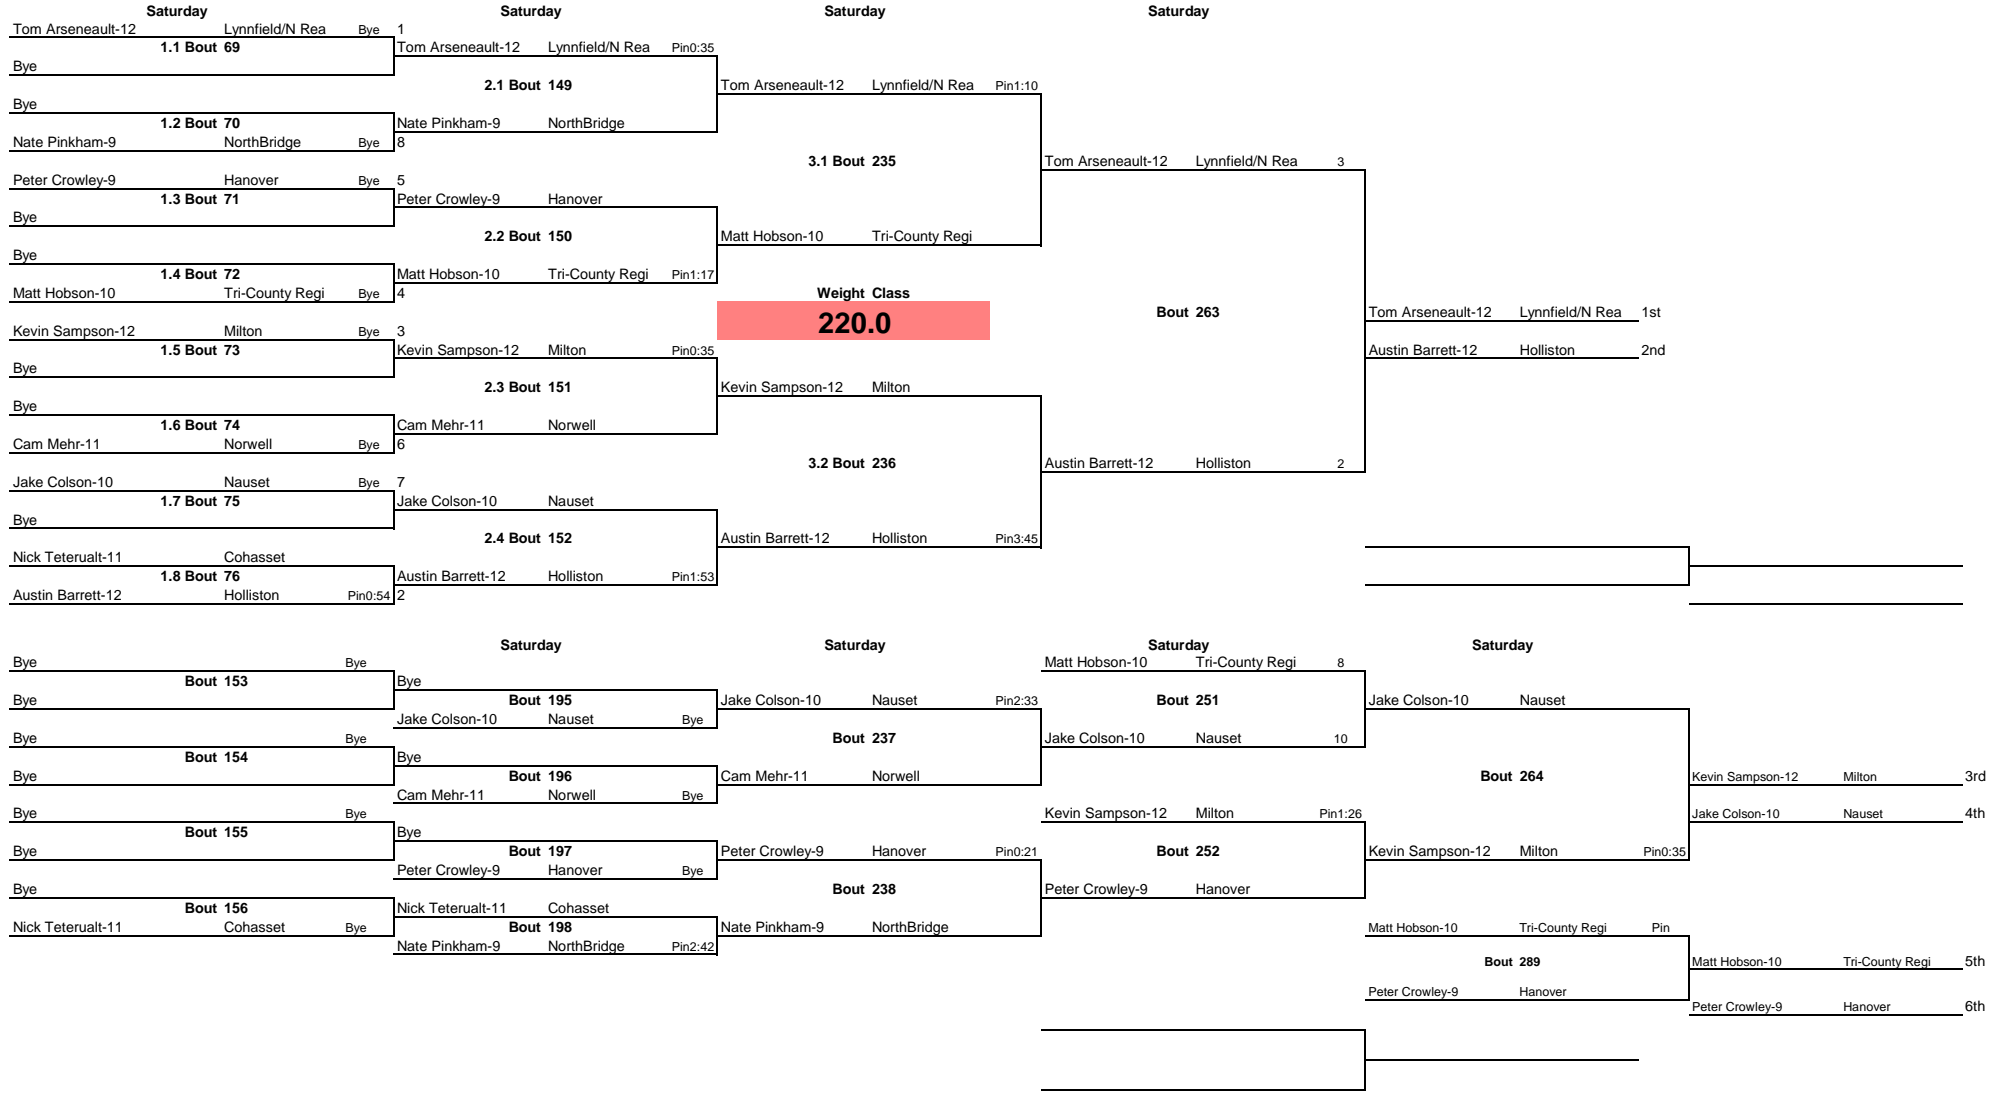 Saturday Saturday Saturday Saturday
Tom Arseneault-12 Lynnfield/N Rea Bye 1
1.1 Bout 69 Tom Arseneault-12 Lynnfield/N Rea Pin0:35
Bye
2.1 Bout 149 Tom Arseneault-12 Lynnfield/N Rea Pin1:10
Bye
1.2 Bout 70 Nate Pinkham-9 NorthBridge
Nate Pinkham-9 NorthBridge Bye 8
3.1 Bout 235 Tom Arseneault-12 Lynnfield/N Rea 3
Peter Crowley-9 Hanover Bye 5
1.3 Bout 71 Peter Crowley-9 Hanover
Bye
2.2 Bout 150 Matt Hobson-10 Tri-County Regi
Bye
1.4 Bout 72 Matt Hobson-10 Tri-County Regi Pin1:17
Matt Hobson-10 Tri-County Regi Bye 4 Weight Class
Bout 263 Tom Arseneault-12 Lynnfield/N Rea 1st
220.0
Kevin Sampson-12 Milton Bye 3
1.5 Bout 73 Kevin Sampson-12 Milton Pin0:35 Austin Barrett-12 Holliston 2nd
Bye
2.3 Bout 151 Kevin Sampson-12 Milton
Bye
1.6 Bout 74 Cam Mehr-11 Norwell
Cam Mehr-11 Norwell Bye 6
3.2 Bout 236 Austin Barrett-12 Holliston 2
Jake Colson-10 Nauset Bye 7
1.7 Bout 75 Jake Colson-10 Nauset
Bye
2.4 Bout 152 Austin Barrett-12 Holliston Pin3:45
Nick Teterualt-11 Cohasset
1.8 Bout 76 Austin Barrett-12 Holliston Pin1:53
Austin Barrett-12 Holliston Pin0:54 2
Saturday Saturday Saturday Saturday
Bye Bye Matt Hobson-10 Tri-County Regi 8
Bout 153 Bye
Bye Bout 195 Jake Colson-10 Nauset Pin2:33 Bout 251 Jake Colson-10 Nauset
Jake Colson-10 Nauset Bye
Bye Bye Bout 237 Jake Colson-10 Nauset 10
Bout 154 Bye
Bye Bout 196 Cam Mehr-11 Norwell Bout 264 Kevin Sampson-12 Milton 3rd
Cam Mehr-11 Norwell Bye
Bye Bye Kevin Sampson-12 Milton Pin1:26 Jake Colson-10 Nauset 4th
Bout 155 Bye
Bye Bout 197 Peter Crowley-9 Hanover Pin0:21 Bout 252 Kevin Sampson-12 Milton Pin0:35
Peter Crowley-9 Hanover Bye
Bye Bout 238 Peter Crowley-9 Hanover
Bout 156 Nick Teterualt-11 Cohasset
Nick Teterualt-11 Cohasset Bye Bout 198 Nate Pinkham-9 NorthBridge Matt Hobson-10 Tri-County Regi Pin
Nate Pinkham-9 NorthBridge Pin2:42
Bout 289 Matt Hobson-10 Tri-County Regi 5th
Peter Crowley-9 Hanover
Peter Crowley-9 Hanover 6th